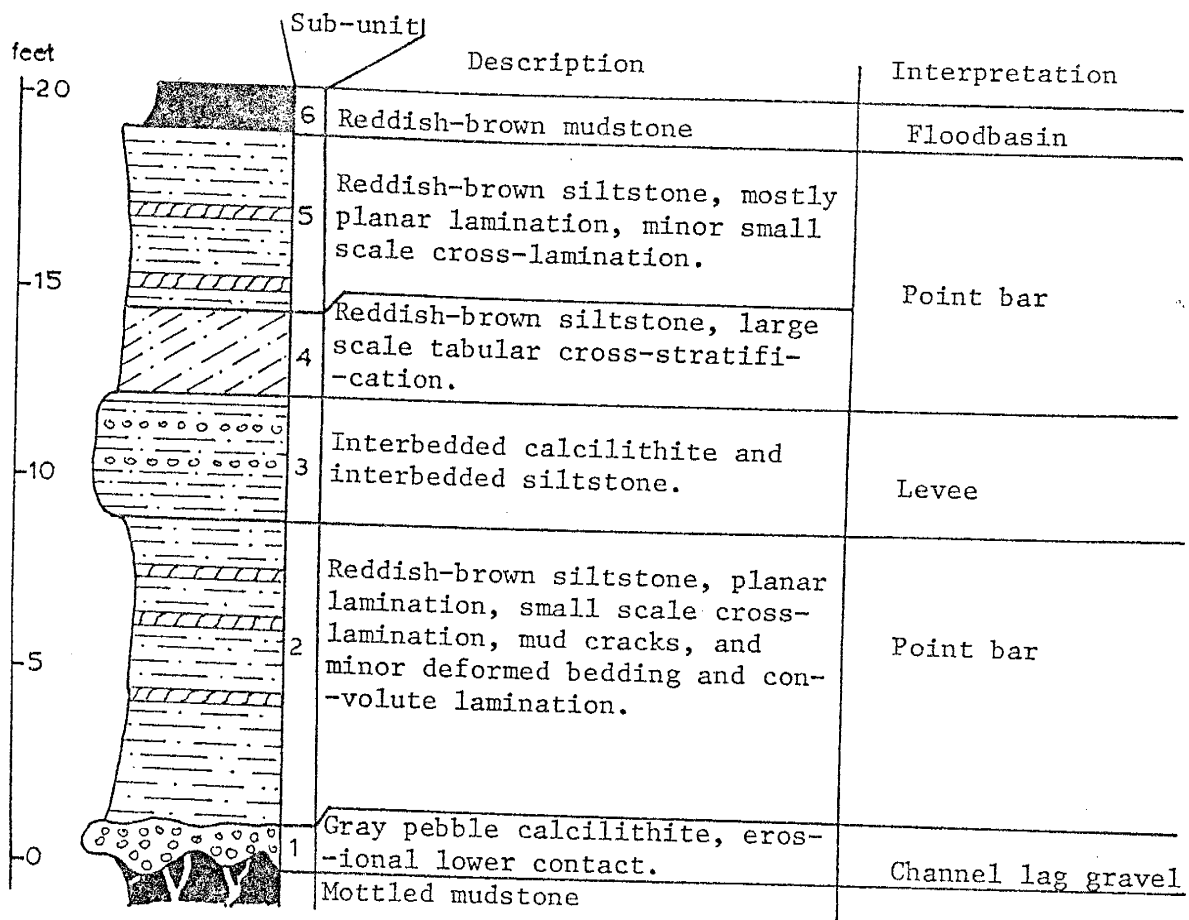 Sub-unit
feet
Description
Interpretation
20
6
Reddish-brown mudstone
Floodbasin
5
Reddish-brown siltstone, mostly
planar lamination, minor small
scale cross-lamination.
15
Point bar
4
Reddish-brown siltstone, large
scale tabular cross-stratifi-
-cation.
3
Interbedded calcilithite and
interbedded siltstone.
10
Levee
2
Reddish-brown siltstone, planar
lamination, small scale cross-
lamination, mud cracks, and
minor deformed bedding and con-
-volute lamination.
5
Point bar
1
Gray pebble calcilithite, eros-
-ional lower contact.
0
Channel lag gravel
Mottled mudstone